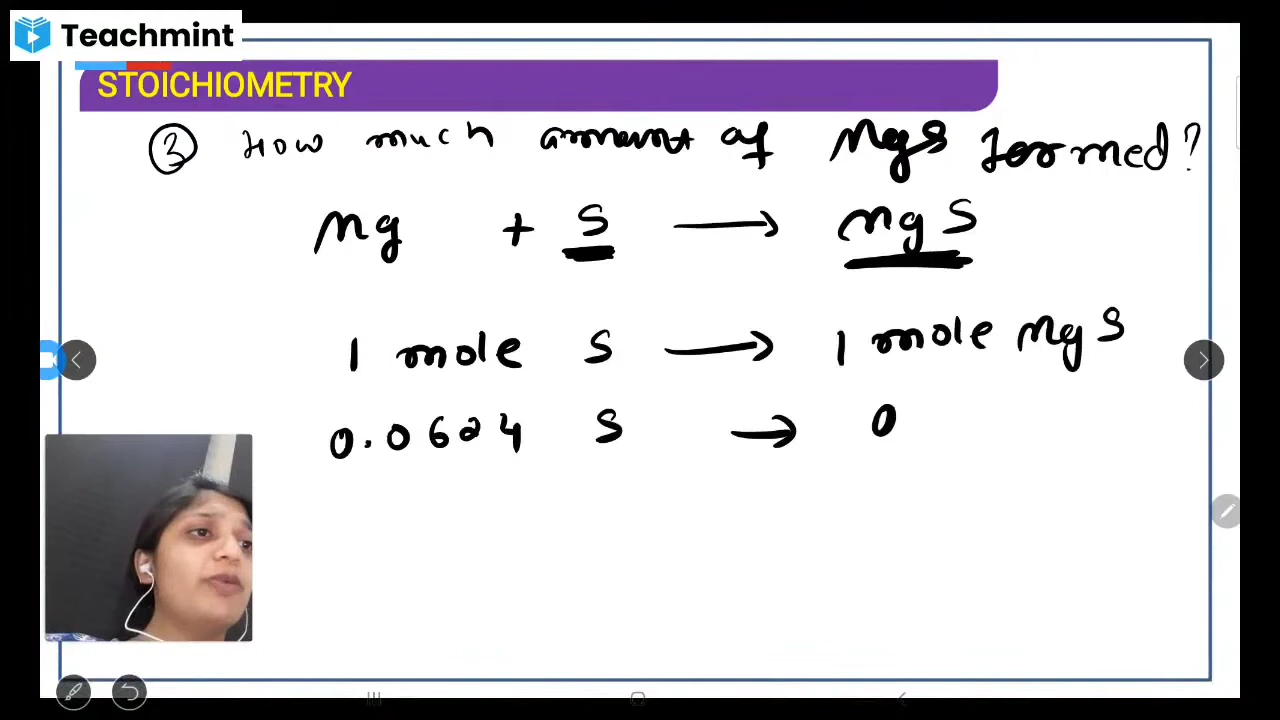 Teachmint
STOICHIOMETRY
3 How much amount of MgS formed?
Mg + S → MgS
1 mole S → 1 mole MgS
0.0624 S → 0